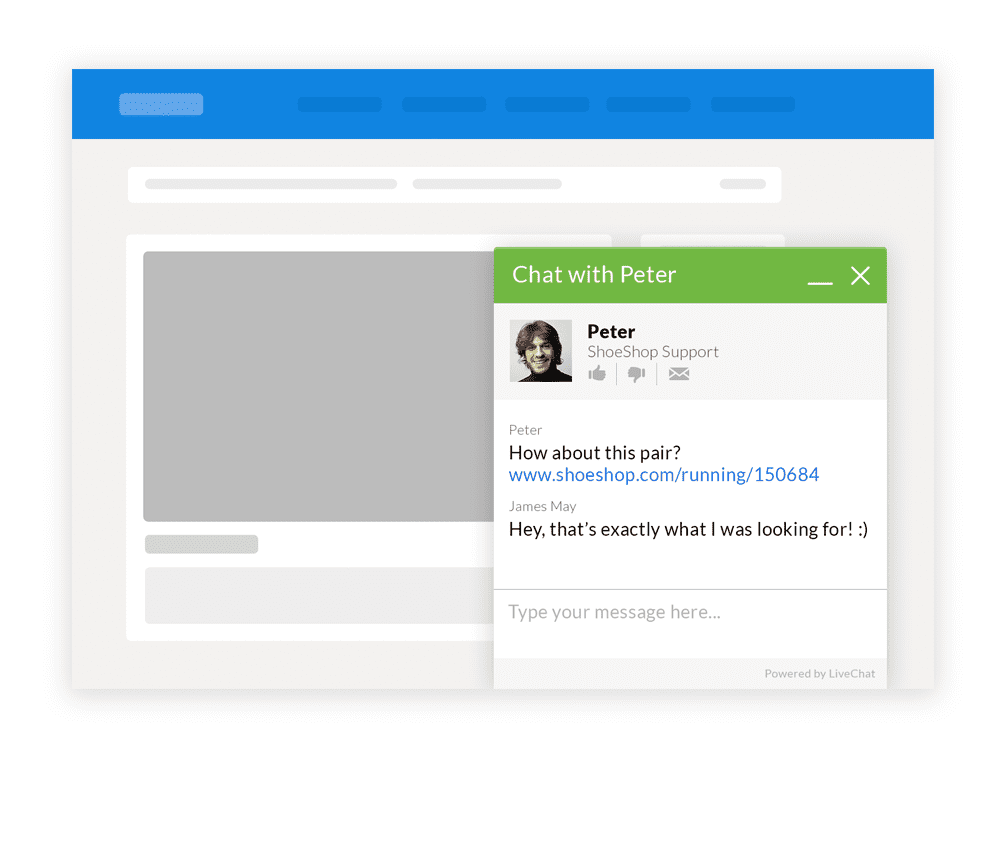 Chat with Peter
Peter
ShoeShop Support
Peter
How about this pair?
www.shoeshop.com/running/150684
James May
Hey, that’s exactly what I was looking for! :)
Type your message here...
Powered by LiveChat